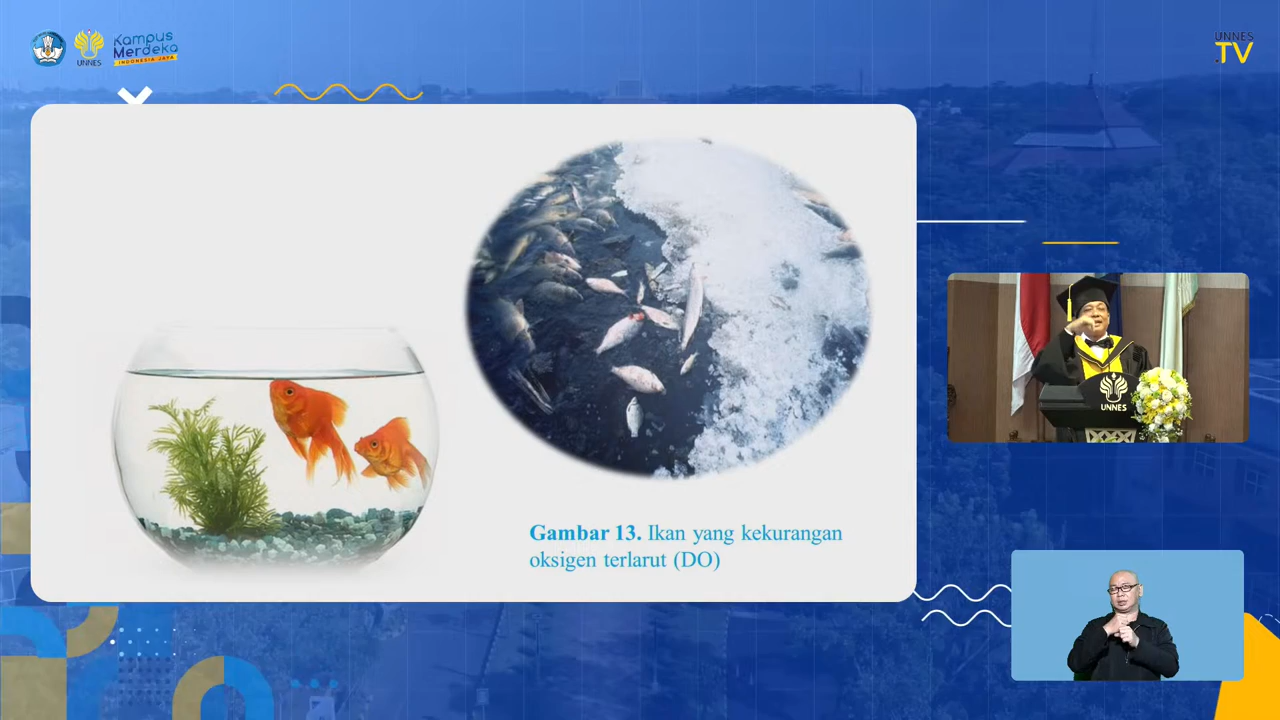 UNNES
Kampus
Merdeka
INDONESIA JAYA
UNNES
TV
Gambar 13. Ikan yang kekurangan
oksigen terlarut (DO)
UNNES